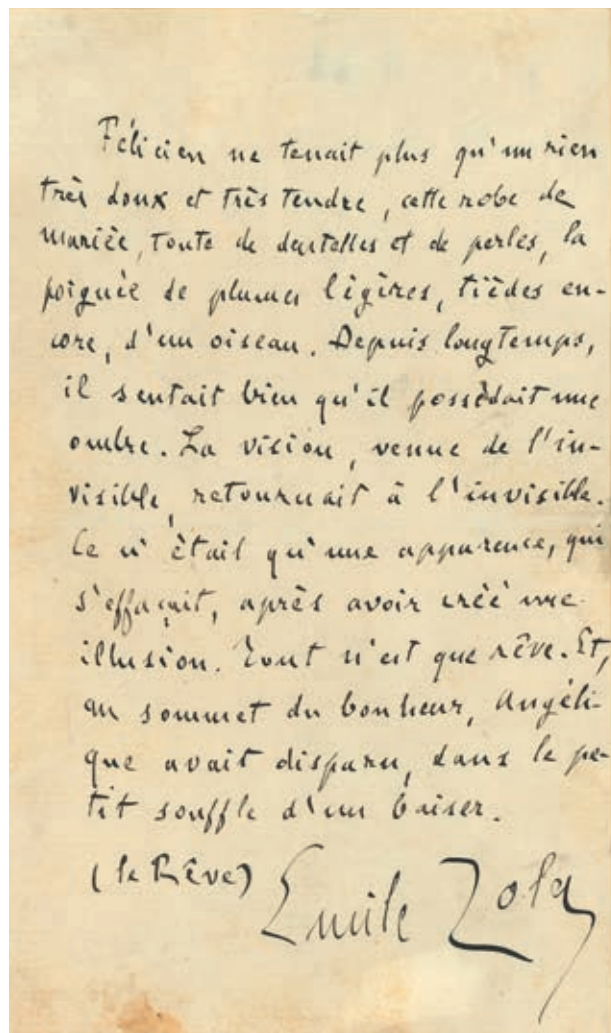 Félicien ne tenait plus qu'un rien
très doux et très tendre, cette robe de
mariée, toute de dentelles et de perles, la
poignée de plumes légères, tièdes en-
core, d'un oiseau. Depuis longtemps,
il sentait bien qu'il possédait une
ombre. La vision, venue de l'in-
visible, retournait à l'invisible.
Ce n'était qu'une apparence, qui
s'effaçait, après avoir créé une
illusion. Tout n'est que rêve. Et,
au sommet du bonheur, Angéli-
que avait disparu, dans le pe-
tit souffle d'un baiser.
(le Rêve)
Emile Zola